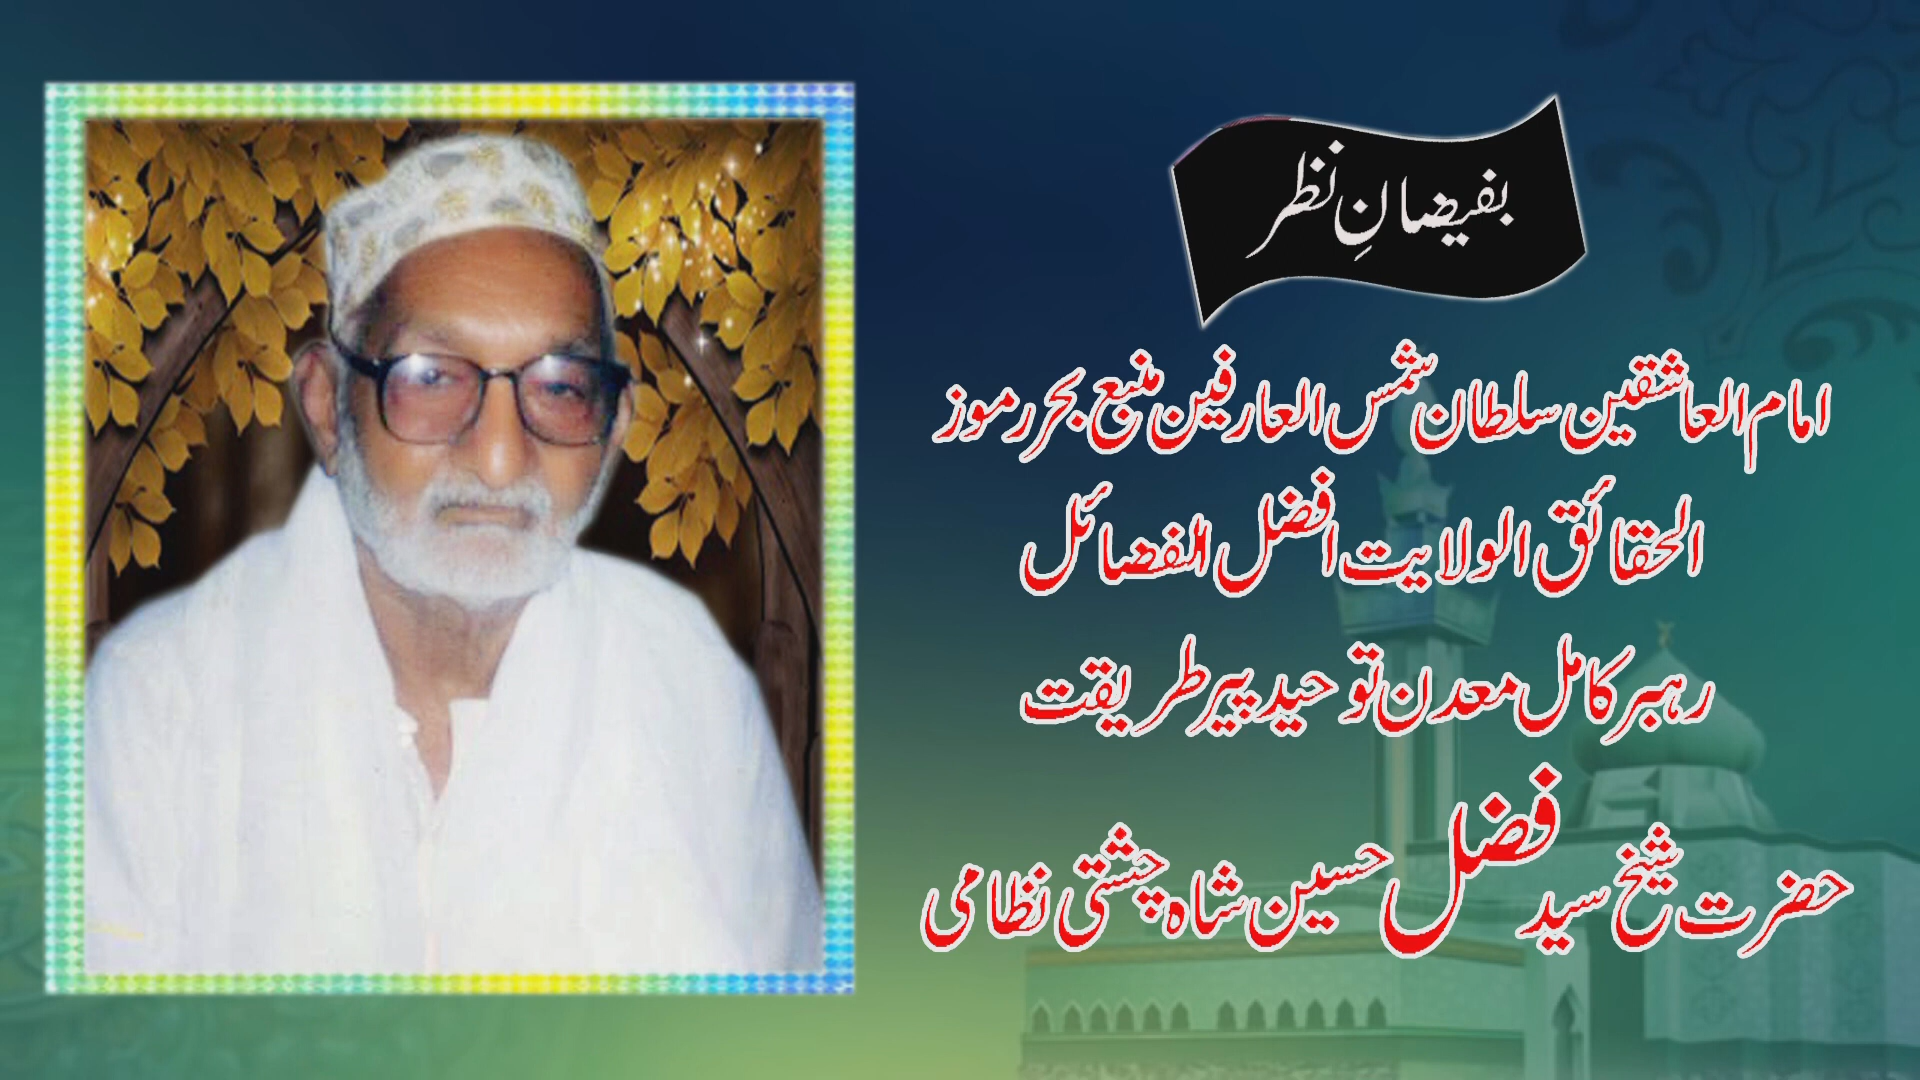 بفیضانِ نظر
امام العاشقین سلطان شمس العارفین منبع بحر رموز
الحقائق الولایت افضل الفضائل
رہبر کامل معدن توحید پیر طریقت
حضرت شیخ سید فضل حسین شاہ چشتی نظامی